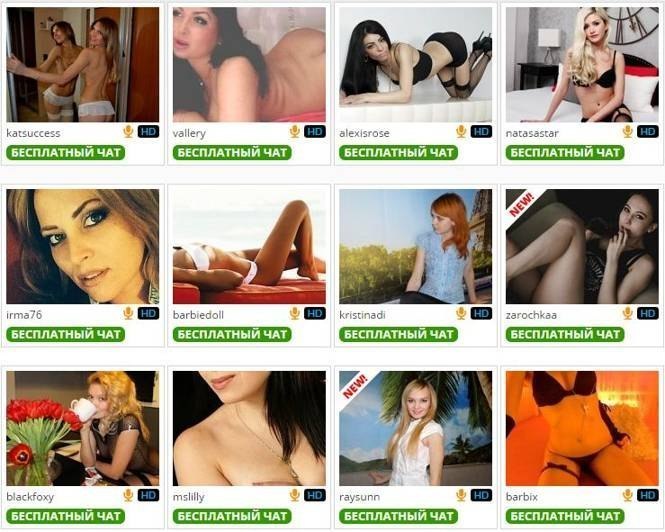 katsuccess HD
БЕСПЛАТНЫЙ ЧАТ
vallery HD
БЕСПЛАТНЫЙ ЧАТ
alexisrose HD
БЕСПЛАТНЫЙ ЧАТ
natasastar HD
БЕСПЛАТНЫЙ ЧАТ
irma76 HD
БЕСПЛАТНЫЙ ЧАТ
barbiedoll HD
БЕСПЛАТНЫЙ ЧАТ
kristinadi HD
БЕСПЛАТНЫЙ ЧАТ
NEW!
zarochkaa HD
БЕСПЛАТНЫЙ ЧАТ
blackfoxy HD
БЕСПЛАТНЫЙ ЧАТ
mslilly HD
БЕСПЛАТНЫЙ ЧАТ
NEW!
raysunn HD
БЕСПЛАТНЫЙ ЧАТ
barbix HD
БЕСПЛАТНЫЙ ЧАТ